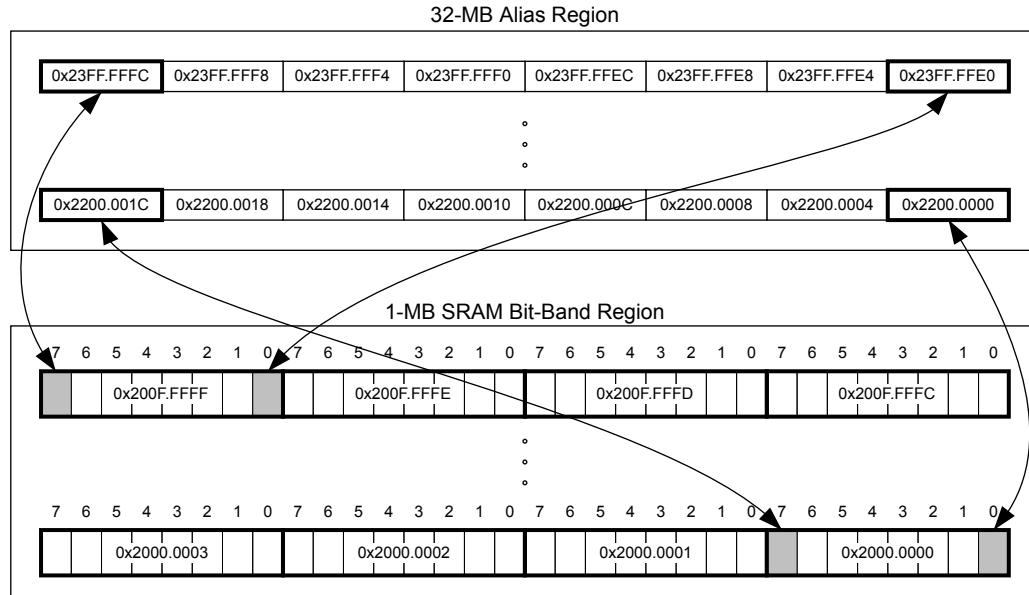 32-MB Alias Region
0x23FF.FFFC 0x23FF.FFF8 0x23FF.FFF4 0x23FF.FFF0 0x23FF.FFEC 0x23FF.FFE8 0x23FF.FFE4 0x23FF.FFE0
0x2200.001C 0x2200.0018 0x2200.0014 0x2200.0010 0x2200.000C 0x2200.0008 0x2200.0004 0x2200.0000
1-MB SRAM Bit-Band Region
7 6 5 4 3 2 1 0 7 6 5 4 3 2 1 0 7 6 5 4 3 2 1 0 7 6 5 4 3 2 1 0
0x200F.FFFF 0x200F.FFFE 0x200F.FFFD 0x200F.FFFC
7 6 5 4 3 2 1 0 7 6 5 4 3 2 1 0 7 6 5 4 3 2 1 0 7 6 5 4 3 2 1 0
0x2000.0003 0x2000.0002 0x2000.0001 0x2000.0000